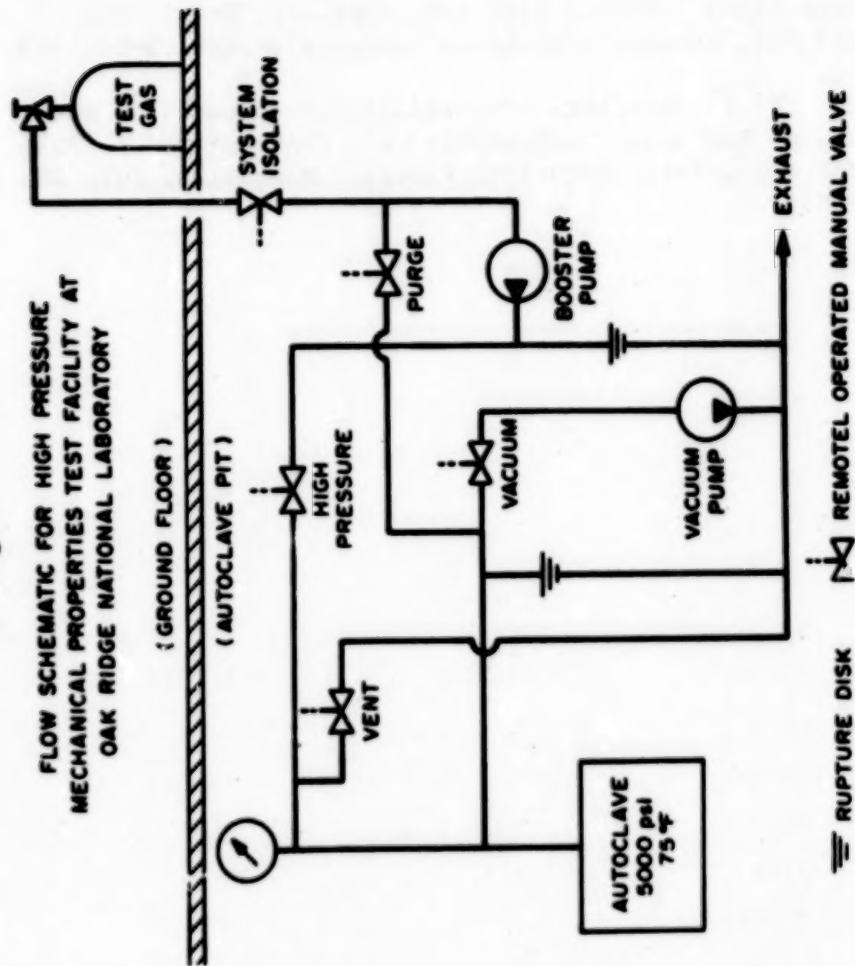 FLOW SCHEMATIC FOR HIGH PRESSURE
MECHANICAL PROPERTIES TEST FACILITY AT
OAK RIDGE NATIONAL LABORATORY
(GROUND FLOOR)
(AUTOCLAVE PIT)
TEST
GAS
SYSTEM
ISOLATION
HIGH
PRESSURE
PURGE
BOOSTER
PUMP
VENT
VACUUM
VACUUM
PUMP
EXHAUST
AUTOCLAVE
5000 psi
75 °F
RUPTURE DISK
REMOTEL OPERATED MANUAL VALVE